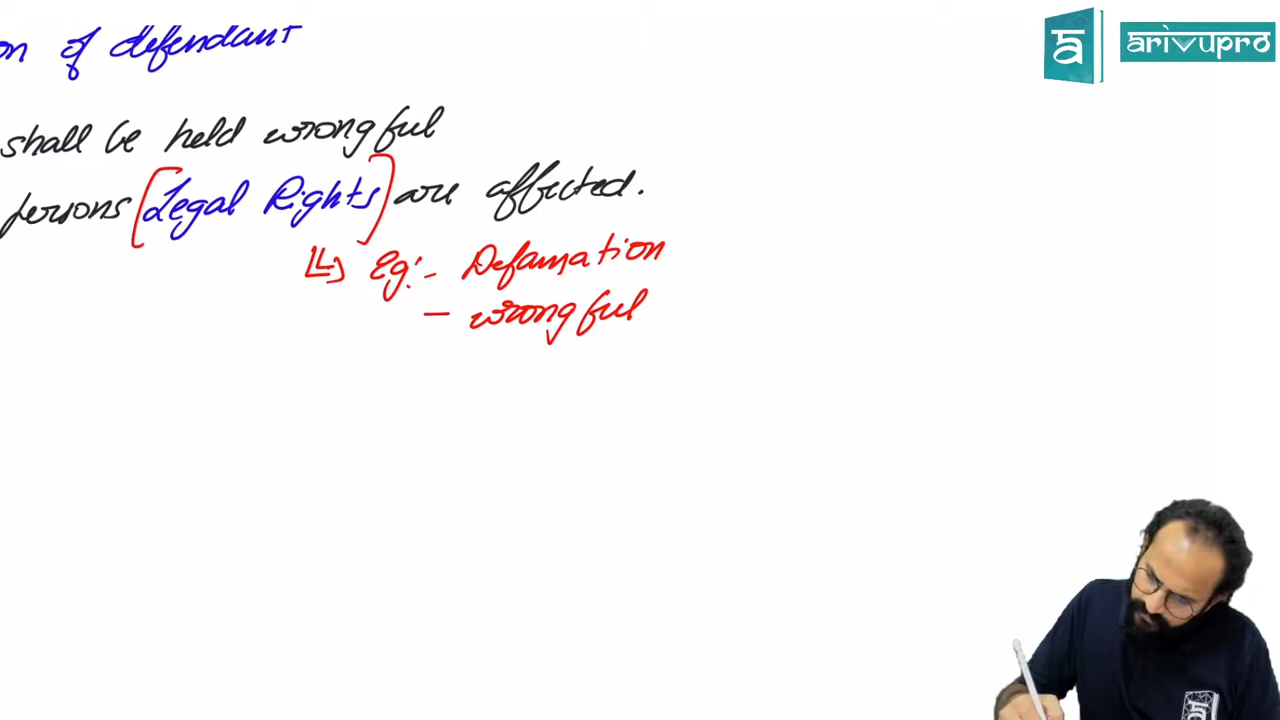 on of defendant
shall be held wrongful
persons [Legal Rights] are affected.
↳ Eg:- Defamation
- wrongful
arivupro